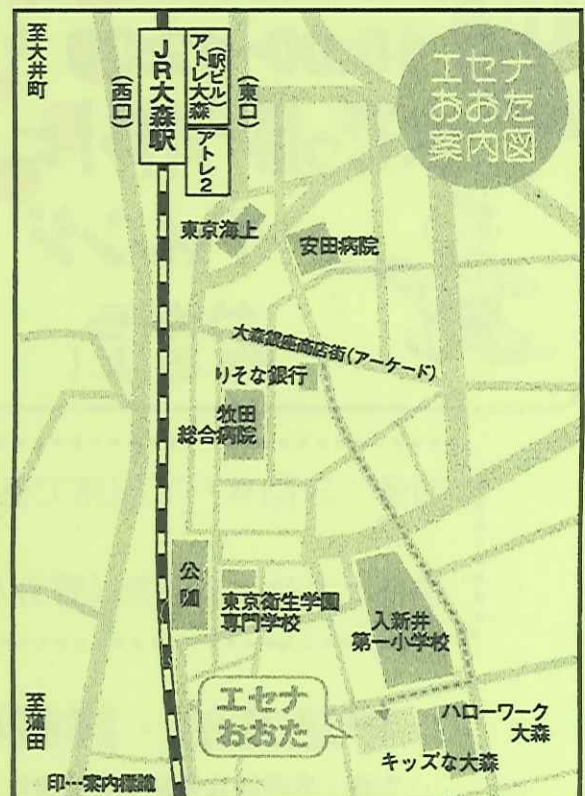 至大井町
(西口)
JR大森駅
アトレ大森
(駅ビル)
アトレ2
(東口)
エセナ
おおた
案内図
東京海上
安田病院
大森銀座商店街(アーケード)
りそな銀行
牧田
総合病院
公園
東京衛生学園
専門学校
入新井
第一小学校
エセナ
おおた
ハローワーク
大森
キッズな大森
至蒲田
印…案内標識